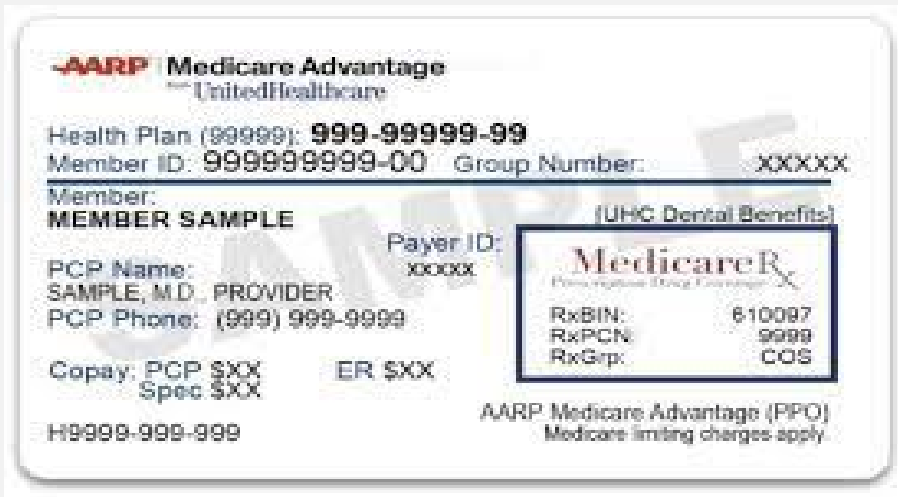 AARP Medicare Advantage
from UnitedHealthcare
Health Plan (99999): 999-99999-99
Member ID: 999999999-00 Group Number: XXXXX
Member:
MEMBER SAMPLE
[UHC Dental Benefits]
Payer ID:
XXXXX
PCP Name:
SAMPLE, M.D., PROVIDER
PCP Phone: (999) 999-9999
MedicareRx
Prescription Drug Coverage
RxBIN: 610097
RxPCN: 9999
RxGrp: COS
Copay: PCP $XX ER $XX
Spec $XX
H9999-999-999
AARP Medicare Advantage (PPO)
Medicare limiting charges apply.
SAMPLE